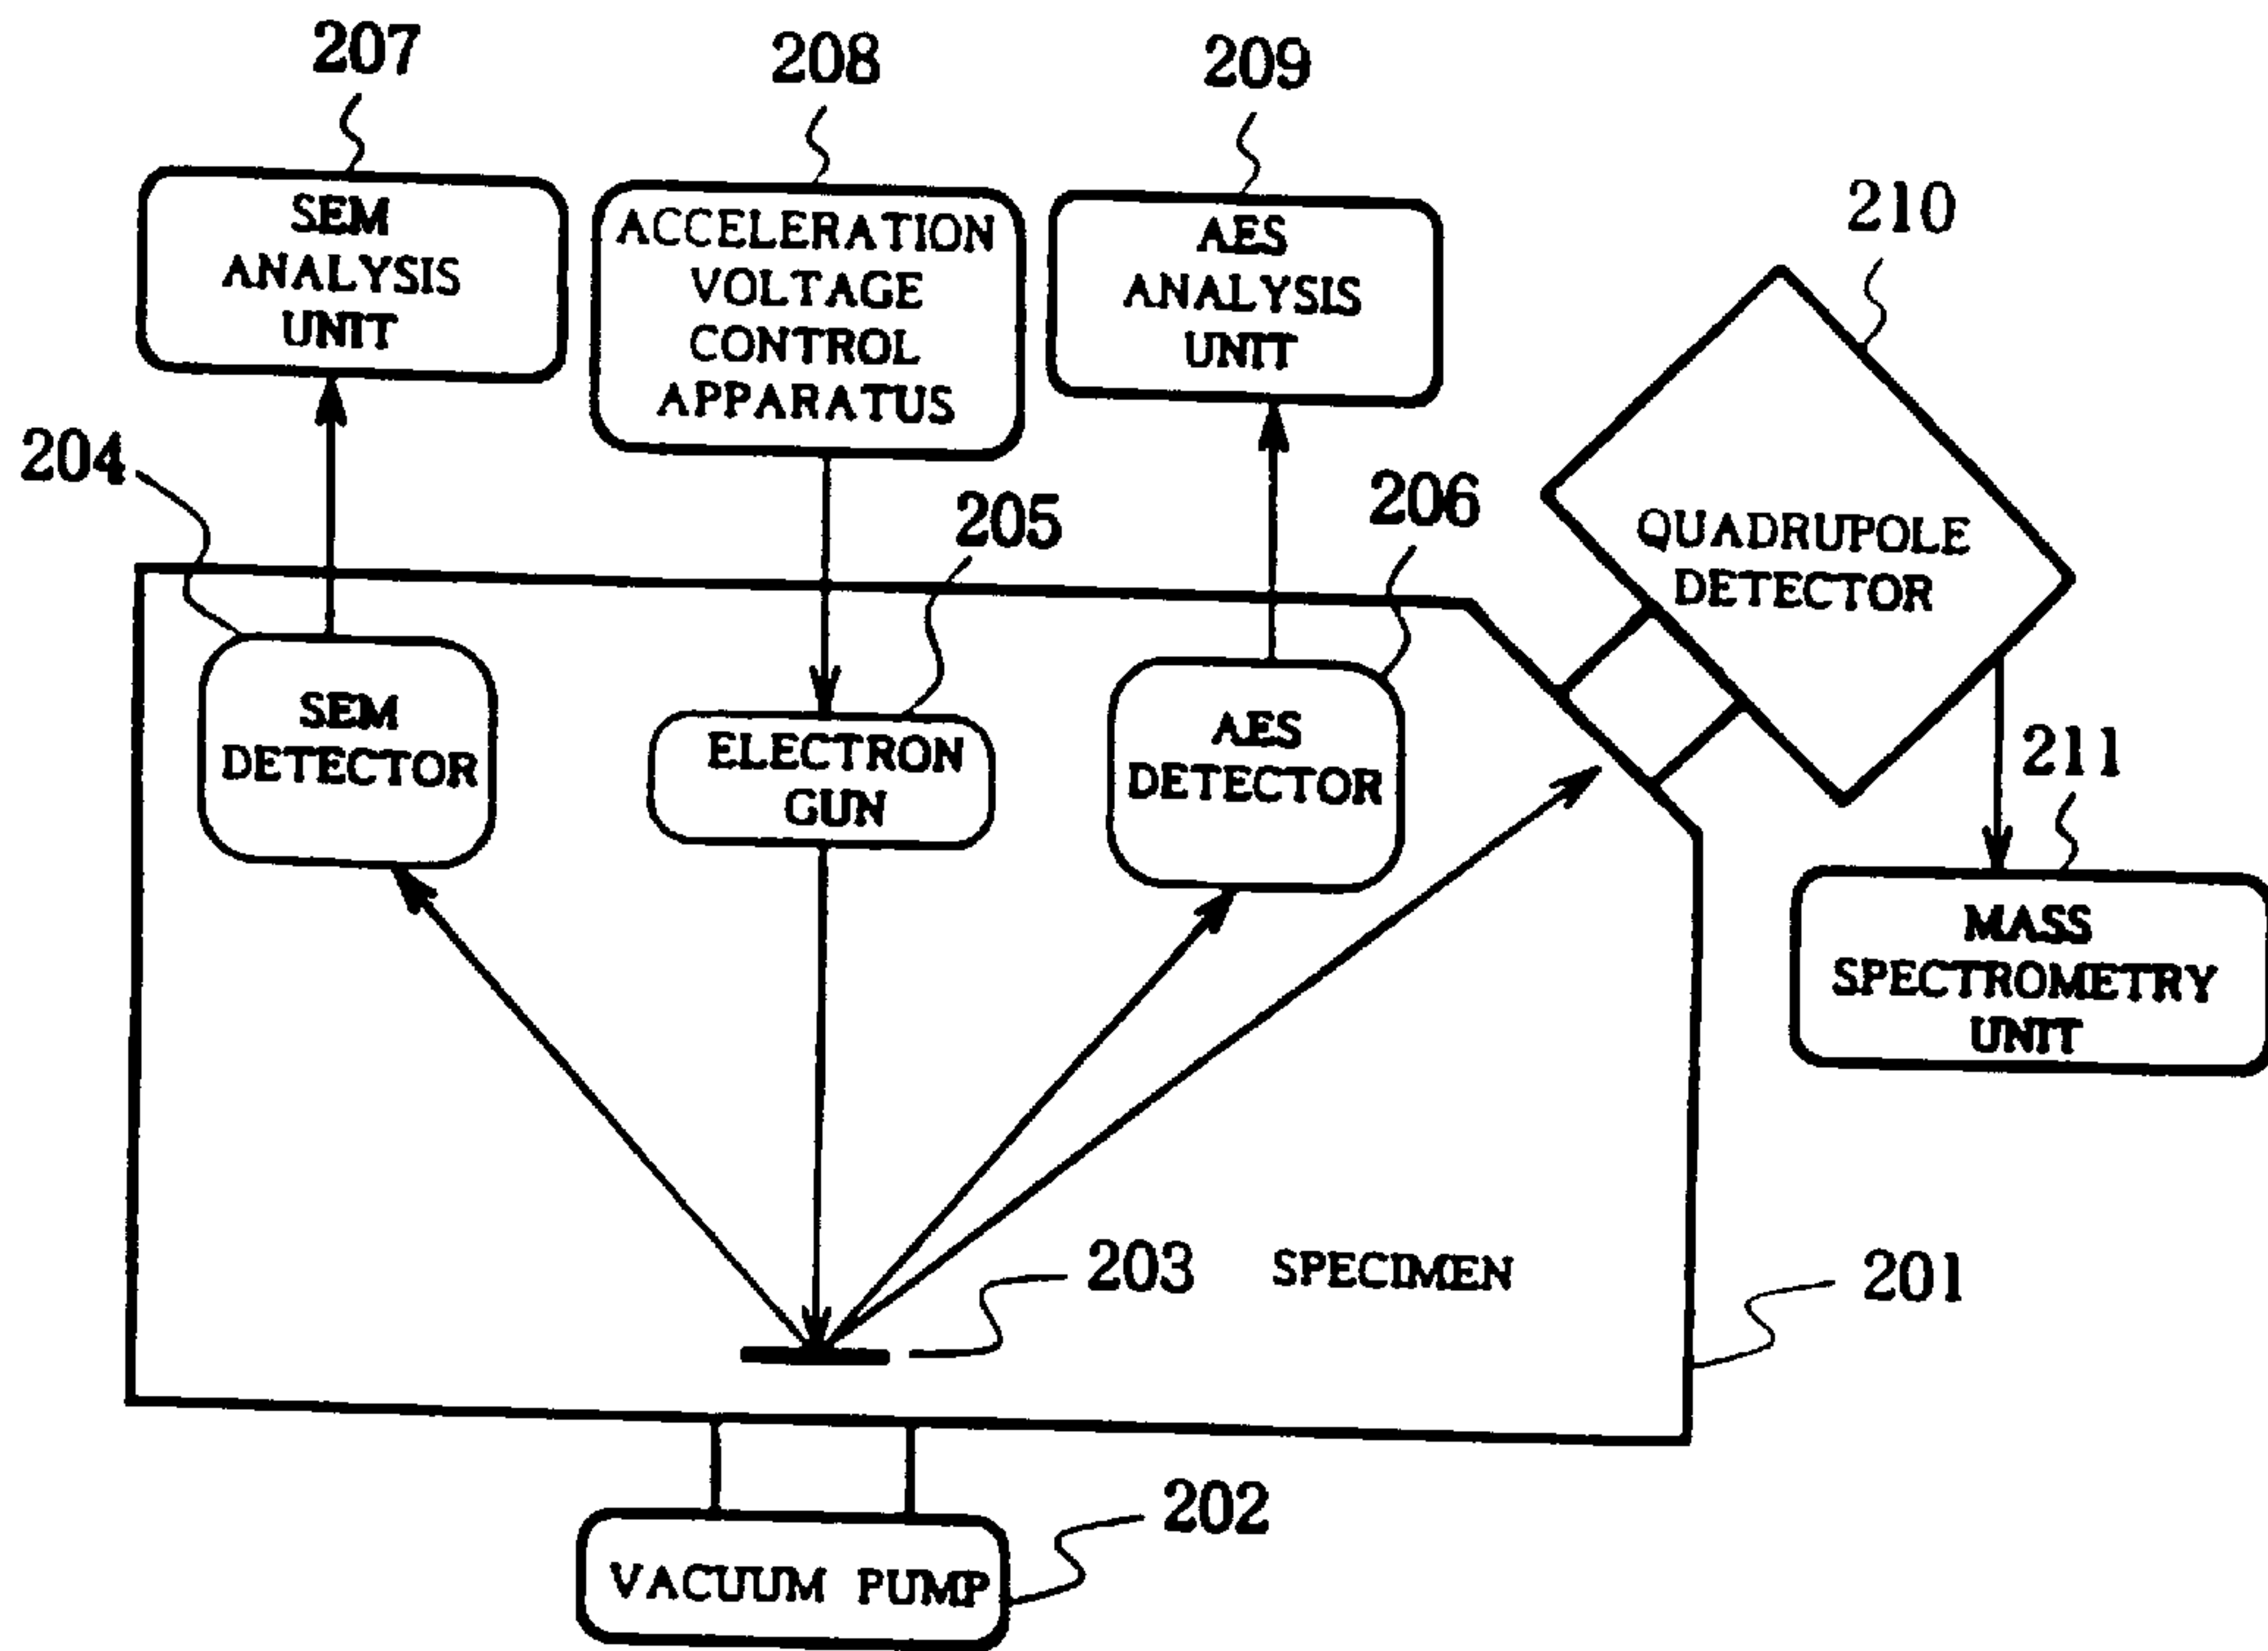 207
208
209
210
SEM
ANALYSIS
UNIT
ACCELERATION
VOLTAGE
CONTROL
APPARATUS
AES
ANALYSIS
UNIT
204
205
206
QUADRUPOLE
DETECTOR
SEM
DETECTOR
ELECTRON
GUN
AES
DETECTOR
211
MASS
SPECTROMETRY
UNIT
203 SPECIMEN
201
202
VACUUM PUMP